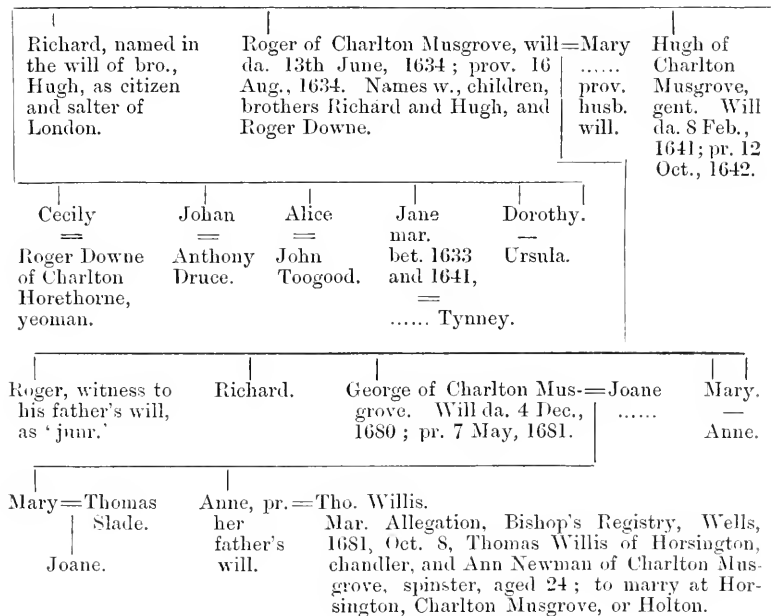 Richard, named in
the will of bro.,
Hugh, as citizen
and salter of
London.
Roger of Charlton Musgrove, will=Mary
da. 13th June, 1634 ; prov. 16
Aug., 1634. Names w., children,
brothers Richard and Hugh, and
Roger Downe.
......
prov.
husb.
will.
Hugh of
Charlton
Musgrove,
gent. Will
da. 8 Feb.,
1641; pr. 12
Oct., 1642.
Cecily
=
Roger Downe
of Charlton
Horethorne,
yeoman.
Johan
=
Anthony
Druce.
Alice
=
John
Toogood.
Jane
mar.
bet. 1633
and 1641,
=
...... Tynney.
Dorothy.
—
Ursula.
Roger, witness to
his father's will,
as 'junr.'
Richard.
George of Charlton Mus-=Joane
grove. Will da. 4 Dec.,
1680 ; pr. 7 May, 1681.
......
Mary.
—
Anne.
Mary=Thomas
Slade.
Joane.
Anne, pr.=Tho. Willis.
her
father's
will.
Mar. Allegation, Bishop's Registry, Wells,
1681, Oct. 8, Thomas Willis of Horsington,
chandler, and Ann Newman of Charlton Mus-
grove, spinster, aged 24 ; to marry at Hor-
sington, Charlton Musgrove, or Holton.